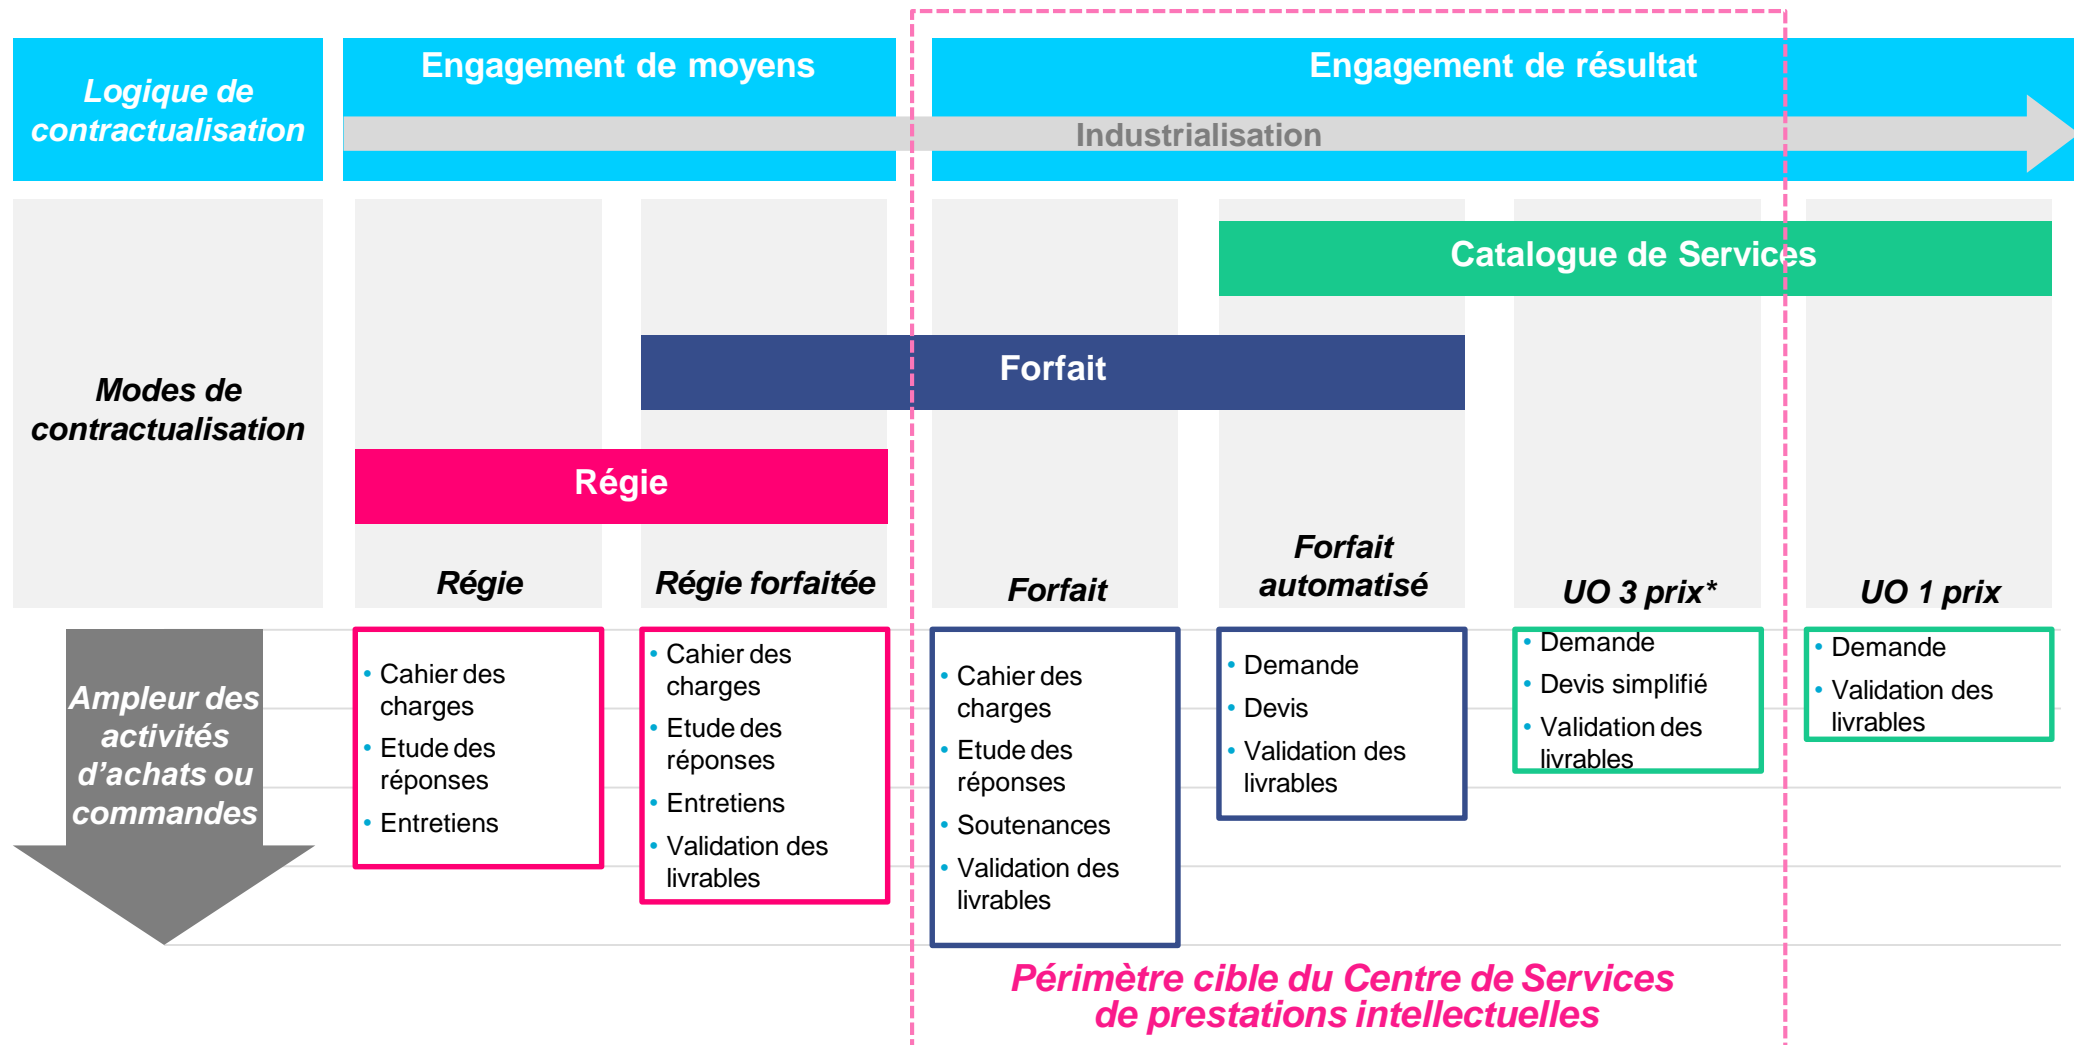 Logique de
contractualisation
Engagement de moyens
Engagement de résultat
Industrialisation
Modes de
contractualisation
Catalogue de Services
Forfait
Régie
Régie
Régie forfaitée
Forfait
Forfait
automatisé
UO 3 prix*
UO 1 prix
Ampleur des
activités
d'achats ou
commandes
• Cahier des
charges
• Etude des
réponses
• Entretiens
• Cahier des
charges
• Etude des
réponses
• Entretiens
• Validation des
livrables
• Cahier des
charges
• Etude des
réponses
• Soutenances
• Validation des
livrables
• Demande
• Devis
• Validation des
livrables
• Demande
• Devis simplifié
• Validation des
livrables
• Demande
• Validation des
livrables
Périmètre cible du Centre de Services
de prestations intellectuelles